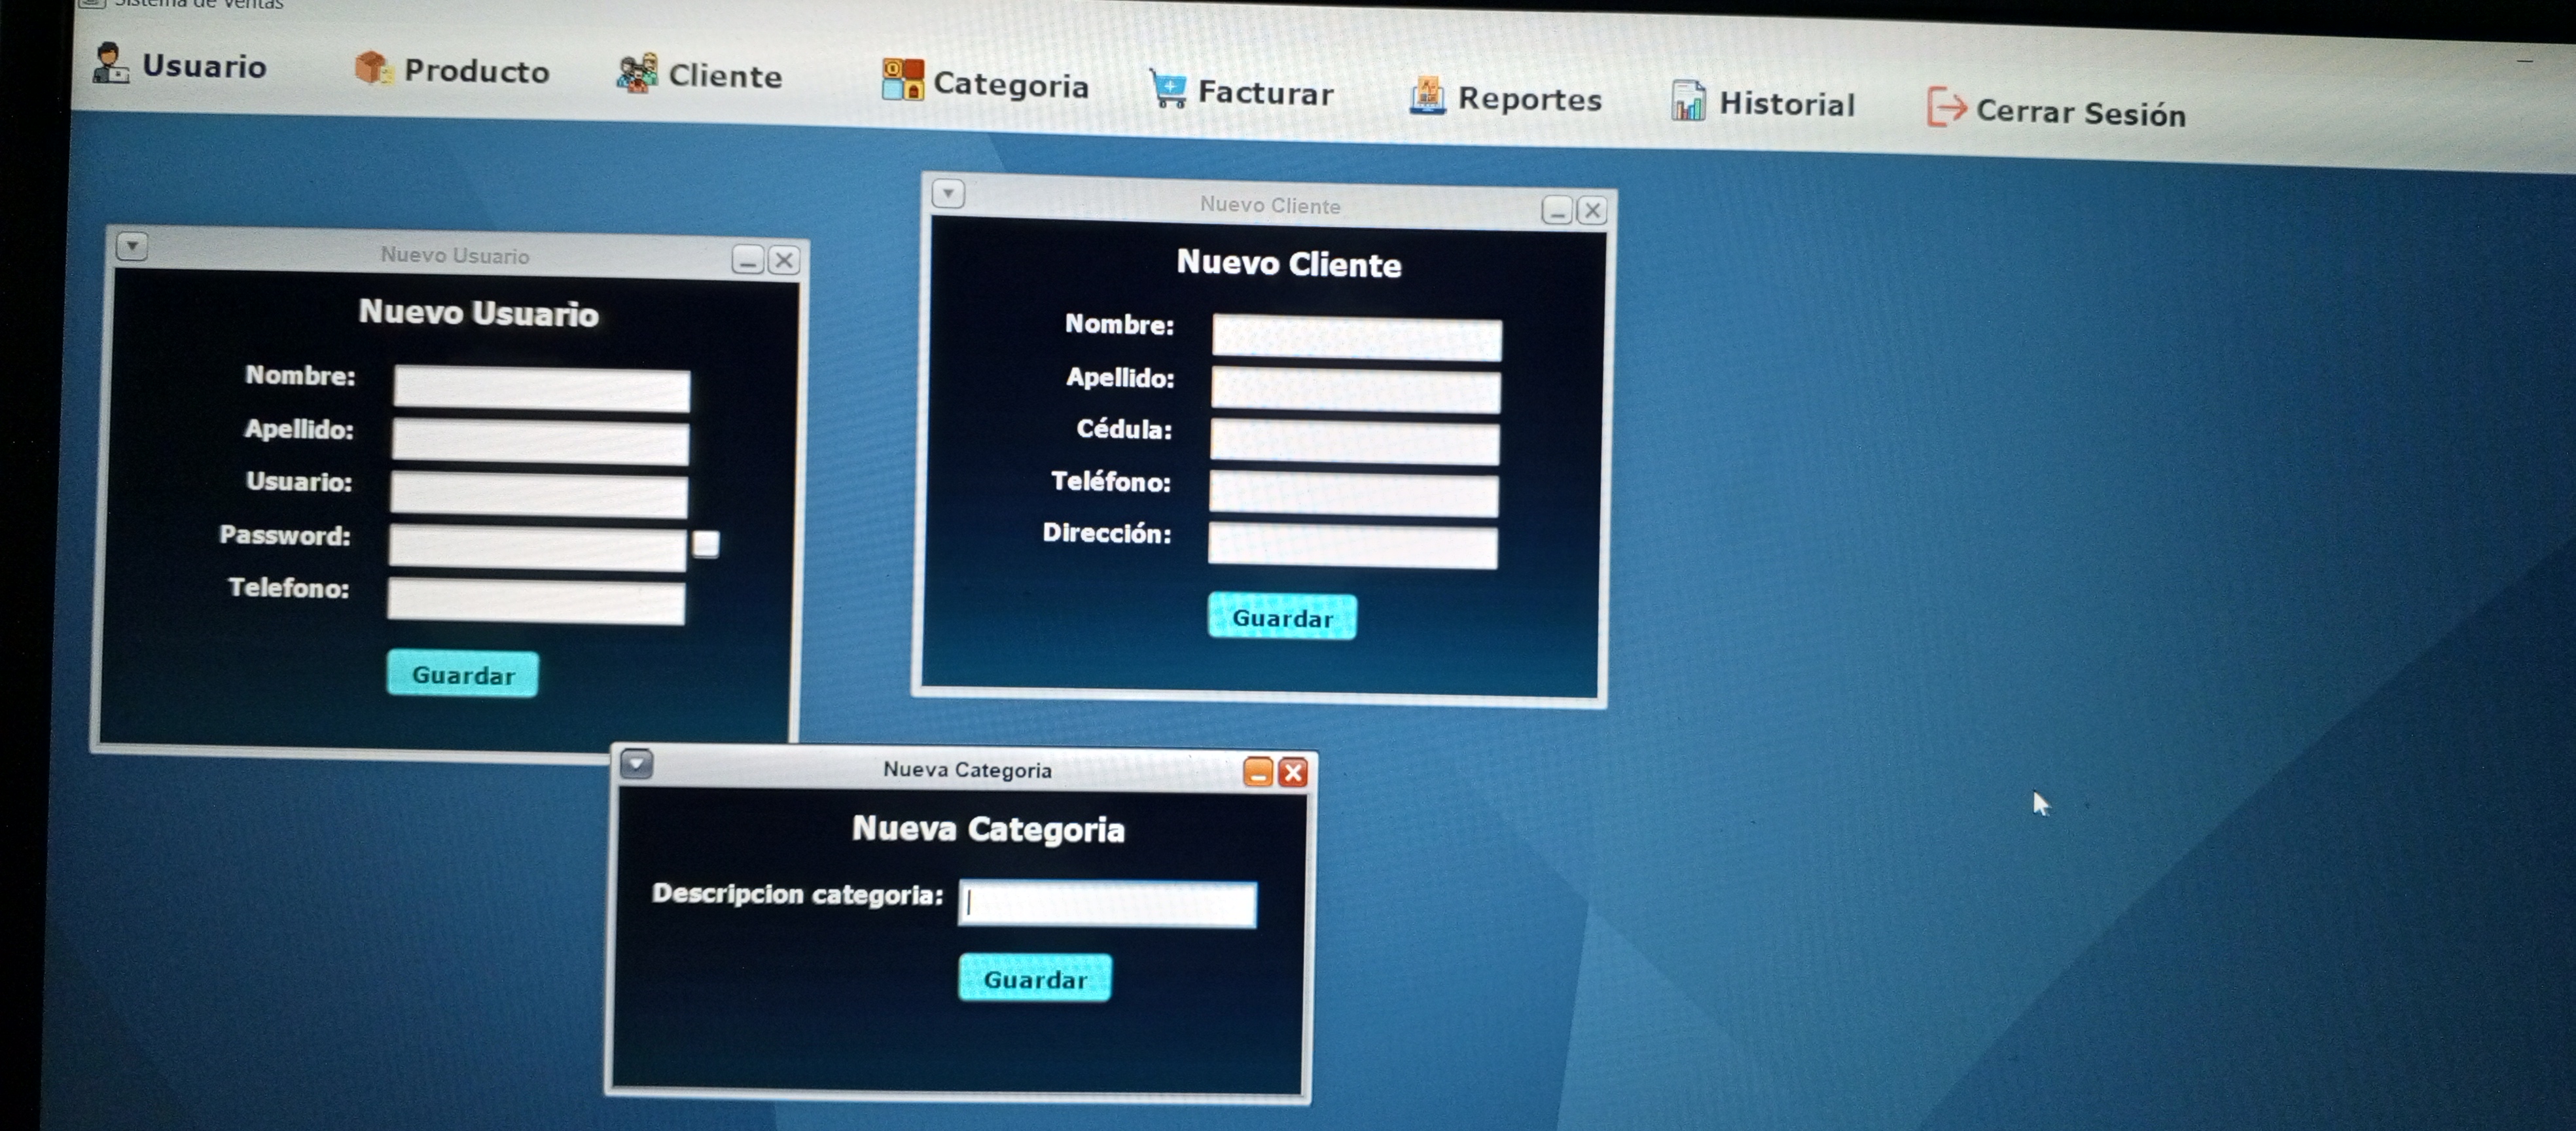 Sistema de Ventas
Usuario Producto Cliente Categoria Facturar Reportes Historial Cerrar Sesión
Nuevo Usuario
Nuevo Usuario
Nombre:
Apellido:
Usuario:
Password:
Telefono:
Guardar
Nuevo Cliente
Nuevo Cliente
Nombre:
Apellido:
Cédula:
Teléfono:
Dirección:
Guardar
Nueva Categoria
Nueva Categoria
Descripcion categoria:
Guardar